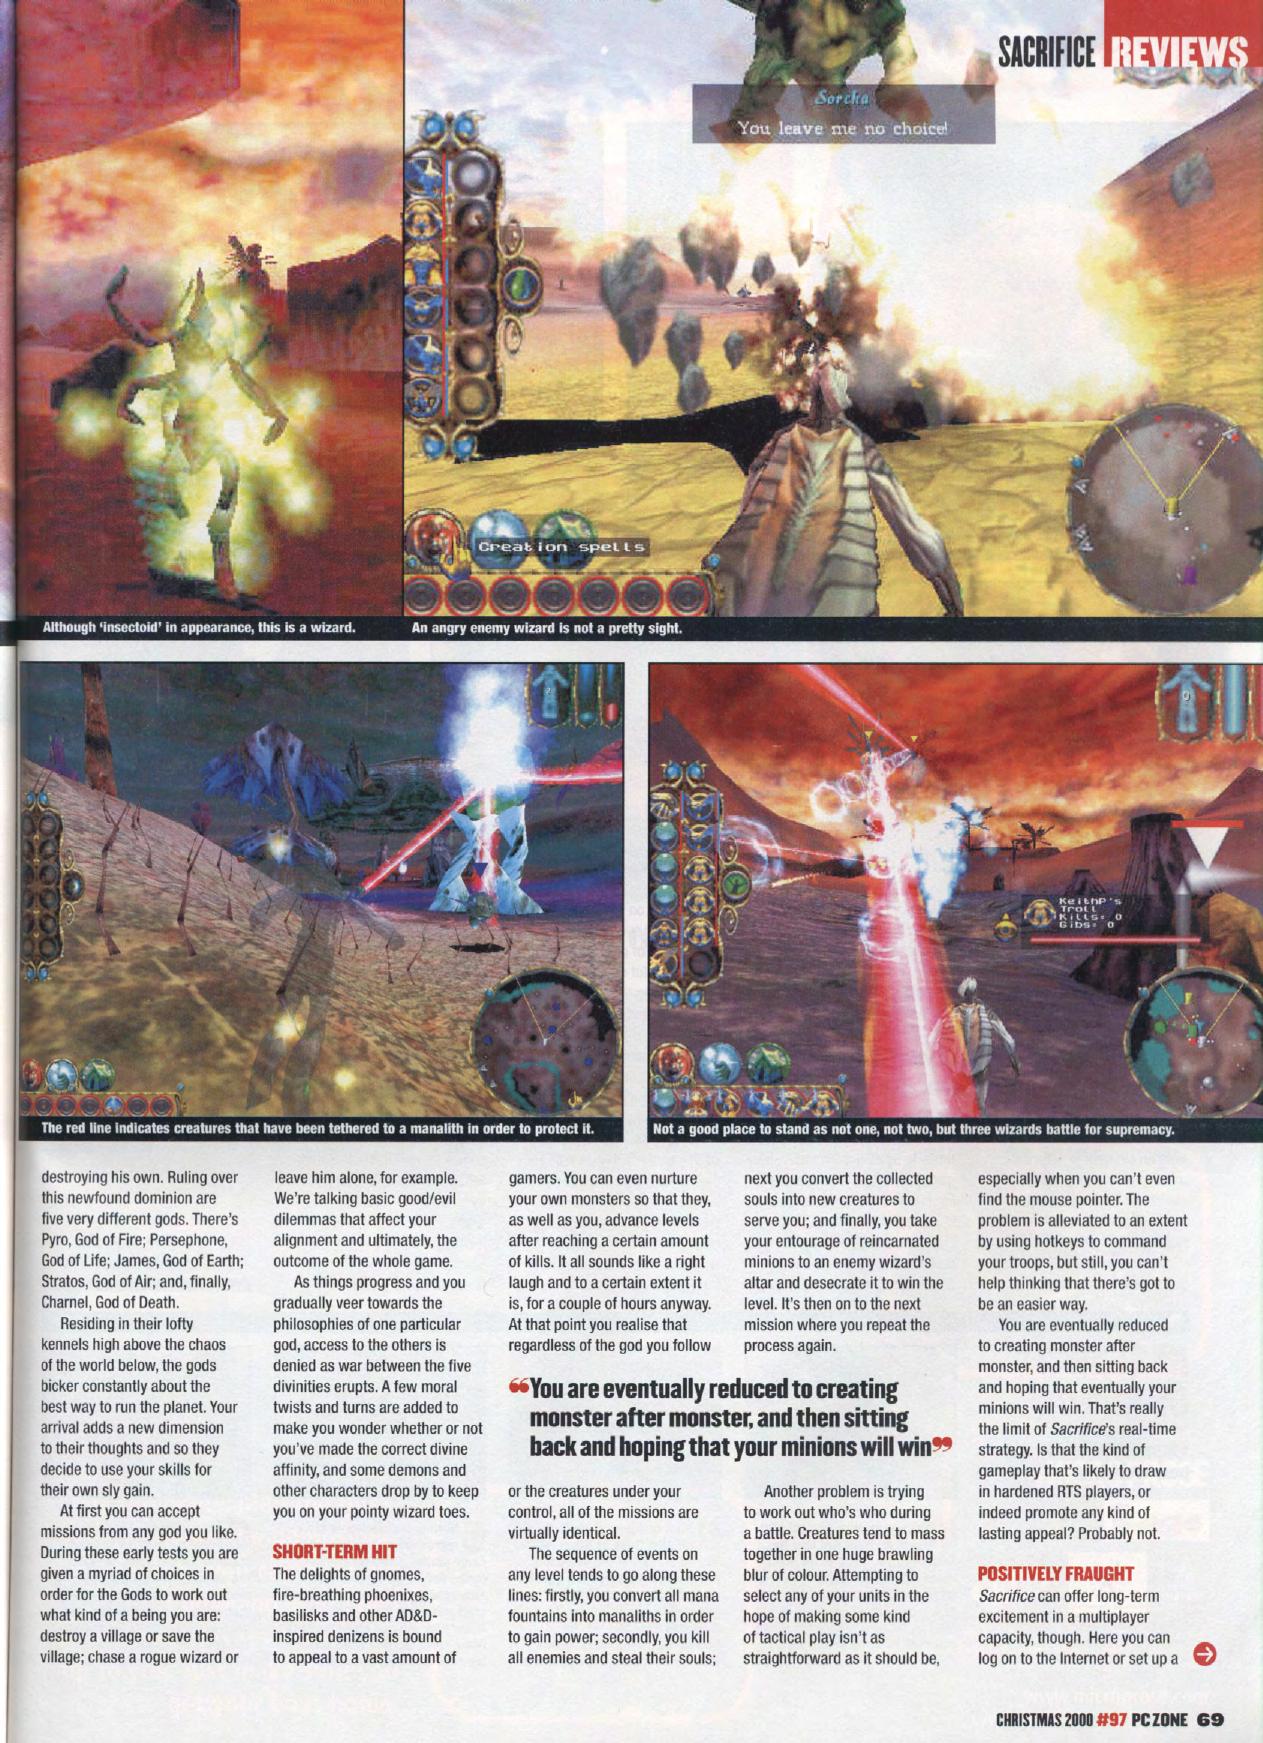 SACRIFICE REVIEWS
Sorcha
You leave me no choice!
Creation spells
Although 'insectoid' in appearance, this is a wizard.
An angry enemy wizard is not a pretty sight.
9
KeithP's
Troll
Kills: 0
Gibs: 0
The red line indicates creatures that have been tethered to a manalith in order to protect it.
Not a good place to stand as not one, not two, but three wizards battle for supremacy.
destroying his own. Ruling over
this newfound dominion are
five very different gods. There's
Pyro, God of Fire; Persephone,
God of Life; James, God of Earth;
Stratos, God of Air; and, finally,
Charnel, God of Death.
Residing in their lofty
kennels high above the chaos
of the world below, the gods
bicker constantly about the
best way to run the planet. Your
arrival adds a new dimension
to their thoughts and so they
decide to use your skills for
their own sly gain.
At first you can accept
missions from any god you like.
During these early tests you are
given a myriad of choices in
order for the Gods to work out
what kind of a being you are:
destroy a village or save the
village; chase a rogue wizard or
leave him alone, for example.
We're talking basic good/evil
dilemmas that affect your
alignment and ultimately, the
outcome of the whole game.
As things progress and you
gradually veer towards the
philosophies of one particular
god, access to the others is
denied as war between the five
divinities erupts. A few moral
twists and turns are added to
make you wonder whether or not
you've made the correct divine
affinity, and some demons and
other characters drop by to keep
you on your pointy wizard toes.
SHORT-TERM HIT
The delights of gnomes,
fire-breathing phoenixes,
basilisks and other AD&D-
inspired denizens is bound
to appeal to a vast amount of
gamers. You can even nurture
your own monsters so that they,
as well as you, advance levels
after reaching a certain amount
of kills. It all sounds like a right
laugh and to a certain extent it
is, for a couple of hours anyway.
At that point you realise that
regardless of the god you follow
“You are eventually reduced to creating
monster after monster, and then sitting
back and hoping that your minions will win”
or the creatures under your
control, all of the missions are
virtually identical.
The sequence of events on
any level tends to go along these
lines: firstly, you convert all mana
fountains into manaliths in order
to gain power; secondly, you kill
all enemies and steal their souls;
next you convert the collected
souls into new creatures to
serve you; and finally, you take
your entourage of reincarnated
minions to an enemy wizard's
altar and desecrate it to win the
level. It's then on to the next
mission where you repeat the
process again.
Another problem is trying
to work out who's who during
a battle. Creatures tend to mass
together in one huge brawling
blur of colour. Attempting to
select any of your units in the
hope of making some kind
of tactical play isn't as
straightforward as it should be,
especially when you can't even
find the mouse pointer. The
problem is alleviated to an extent
by using hotkeys to command
your troops, but still, you can't
help thinking that there's got to
be an easier way.
You are eventually reduced
to creating monster after
monster, and then sitting back
and hoping that eventually your
minions will win. That's really
the limit of Sacrifice's real-time
strategy. Is that the kind of
gameplay that's likely to draw
in hardened RTS players, or
indeed promote any kind of
lasting appeal? Probably not.
POSITIVELY FRAUGHT
Sacrifice can offer long-term
excitement in a multiplayer
capacity, though. Here you can
log on to the Internet or set up a
CHRISTMAS 2000 #97 PC ZONE 69